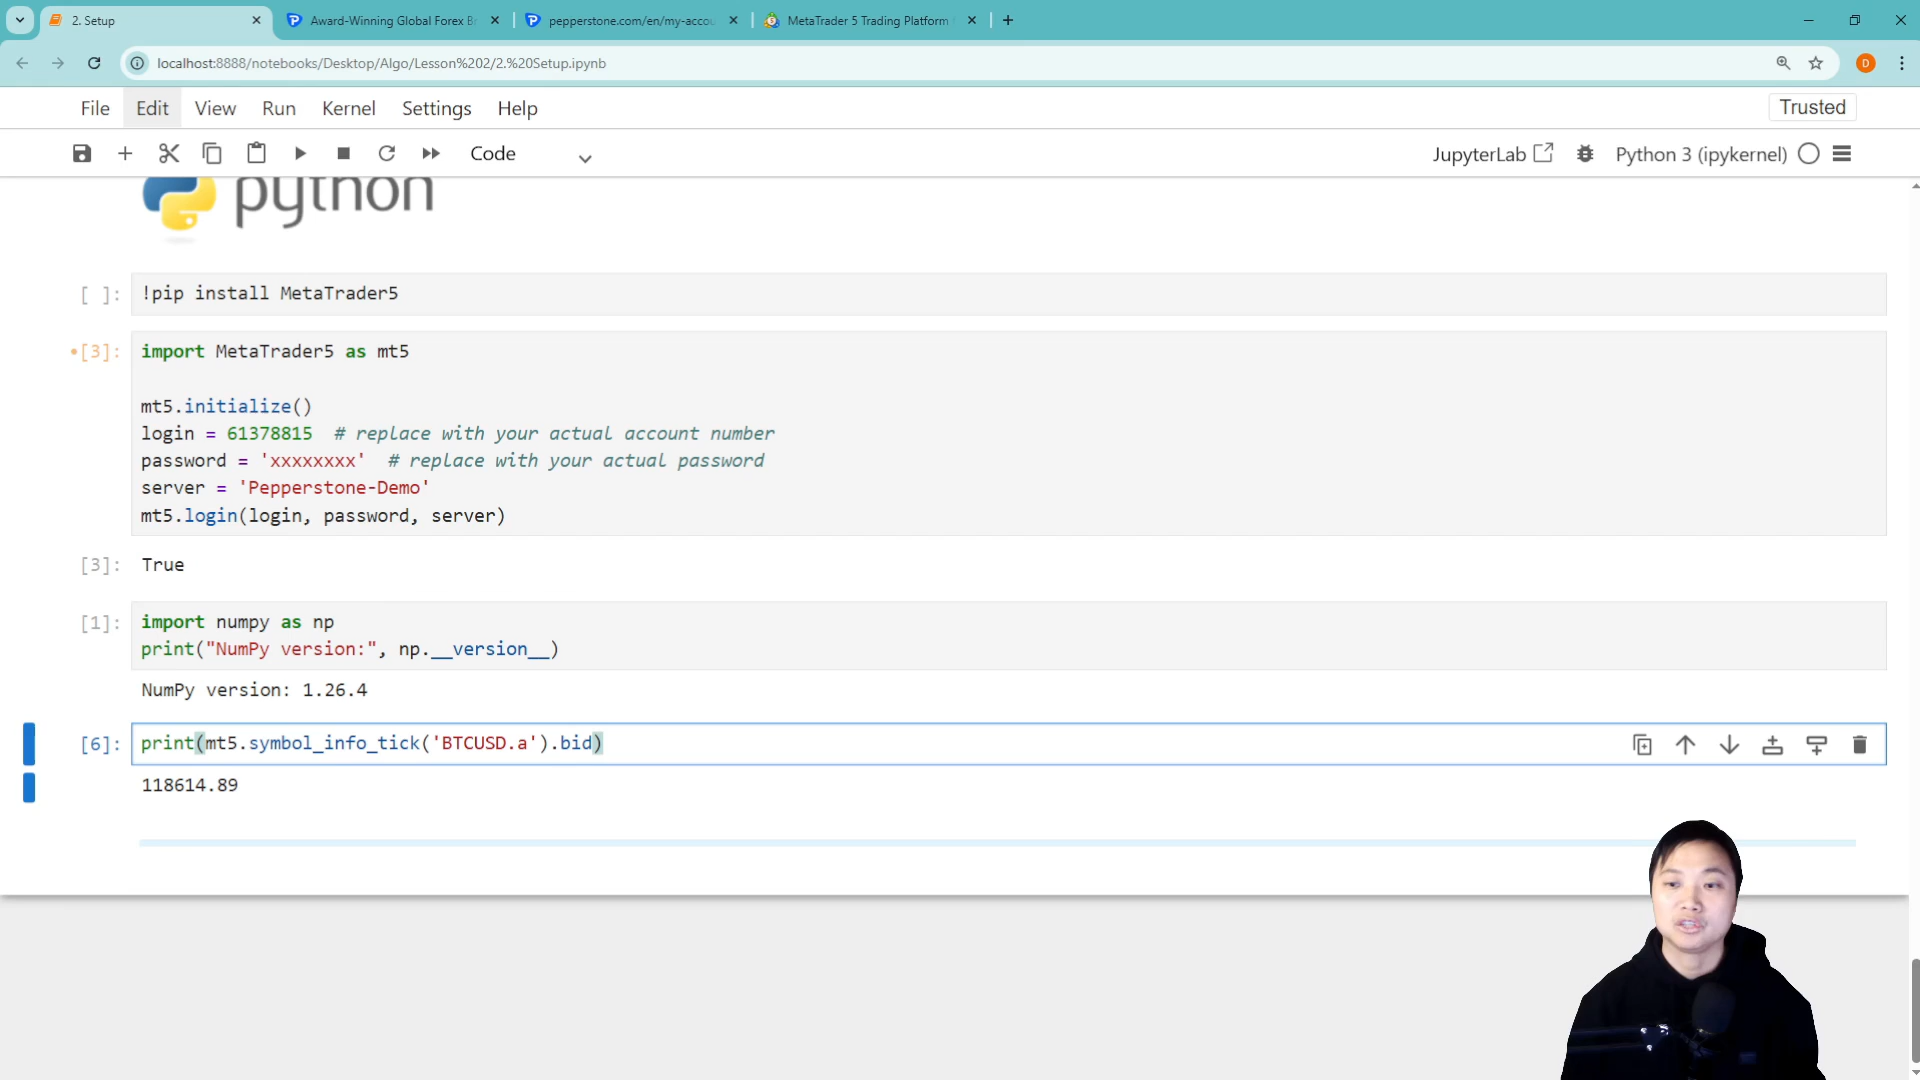 2. Setup
Award-Winning Global Forex B
pepperstone.com/en/my-accou
MetaTrader 5 Trading Platform
localhost:8888/notebooks/Desktop/Algo/Lesson%202/2.%20Setup.ipynb
D
File Edit View Run Kernel Settings Help
Trusted
Code
JupyterLab
Python 3 (ipykernel)
python
[ ]: !pip install MetaTrader5
•[3]: import MetaTrader5 as mt5
mt5.initialize()
login = 61378815 # replace with your actual account number
password = 'xxxxxxxx' # replace with your actual password
server = 'Pepperstone-Demo'
mt5.login(login, password, server)
[3]: True
[1]: import numpy as np
print("NumPy version:", np.__version__)
NumPy version: 1.26.4
[6]: print(mt5.symbol_info_tick('BTCUSD.a').bid)
118614.89